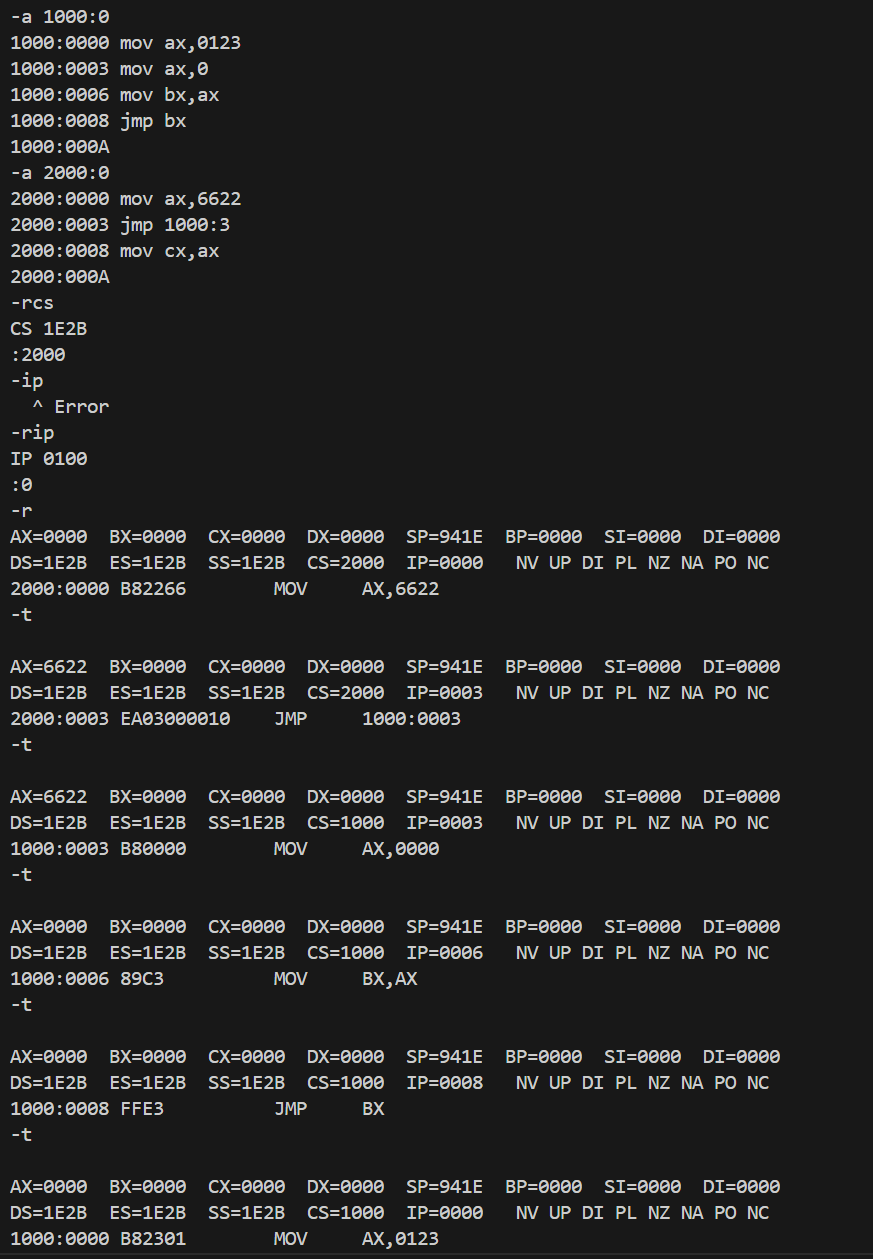 -a 1000:0
1000:0000 mov ax,0123
1000:0003 mov ax,0
1000:0006 mov bx,ax
1000:0008 jmp bx
1000:000A
-a 2000:0
2000:0000 mov ax,6622
2000:0003 jmp 1000:3
2000:0008 mov cx,ax
2000:000A
-rcs
CS 1E2B
:2000
-ip
  ^ Error
-rip
IP 0100
:0
-r
AX=0000  BX=0000  CX=0000  DX=0000  SP=941E  BP=0000  SI=0000  DI=0000
DS=1E2B  ES=1E2B  SS=1E2B  CS=2000  IP=0000   NV UP DI PL NZ NA PO NC
2000:0000 B82266        MOV     AX,6622
-t
AX=6622  BX=0000  CX=0000  DX=0000  SP=941E  BP=0000  SI=0000  DI=0000
DS=1E2B  ES=1E2B  SS=1E2B  CS=2000  IP=0003   NV UP DI PL NZ NA PO NC
2000:0003 EA03000010    JMP     1000:0003
-t
AX=6622  BX=0000  CX=0000  DX=0000  SP=941E  BP=0000  SI=0000  DI=0000
DS=1E2B  ES=1E2B  SS=1E2B  CS=1000  IP=0003   NV UP DI PL NZ NA PO NC
1000:0003 B80000        MOV     AX,0000
-t
AX=0000  BX=0000  CX=0000  DX=0000  SP=941E  BP=0000  SI=0000  DI=0000
DS=1E2B  ES=1E2B  SS=1E2B  CS=1000  IP=0006   NV UP DI PL NZ NA PO NC
1000:0006 89C3          MOV     BX,AX
-t
AX=0000  BX=0000  CX=0000  DX=0000  SP=941E  BP=0000  SI=0000  DI=0000
DS=1E2B  ES=1E2B  SS=1E2B  CS=1000  IP=0008   NV UP DI PL NZ NA PO NC
1000:0008 FFE3          JMP     BX
-t
AX=0000  BX=0000  CX=0000  DX=0000  SP=941E  BP=0000  SI=0000  DI=0000
DS=1E2B  ES=1E2B  SS=1E2B  CS=1000  IP=0000   NV UP DI PL NZ NA PO NC
1000:0000 B82301        MOV     AX,0123